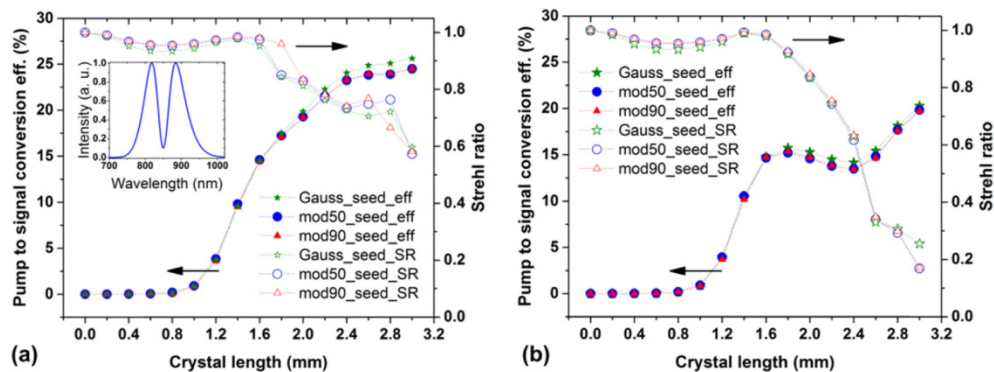 30
25
20
15
10
5
0
Pump to signal conversion eff. (%)
1.0
0.8
0.6
0.4
0.2
0.0
Strehl ratio
1.0
0.8
0.6
0.4
0.2
0.0
Intensity (a. u.)
700 800 900 1000
Wavelength (nm)
Gauss_seed_eff
mod50_seed_eff
mod90_seed_eff
Gauss_seed_SR
mod50_seed_SR
mod90_seed_SR
0.0 0.4 0.8 1.2 1.6 2.0 2.4 2.8 3.2
(a)
Crystal length (mm)
30
25
20
15
10
5
0
Pump to signal conversion eff. (%)
1.0
0.8
0.6
0.4
0.2
0.0
Strehl ratio
Gauss_seed_eff
mod50_seed_eff
mod90_seed_eff
Gauss_seed_SR
mod50_seed_SR
mod90_seed_SR
0.0 0.4 0.8 1.2 1.6 2.0 2.4 2.8 3.2
(b)
Crystal length (mm)